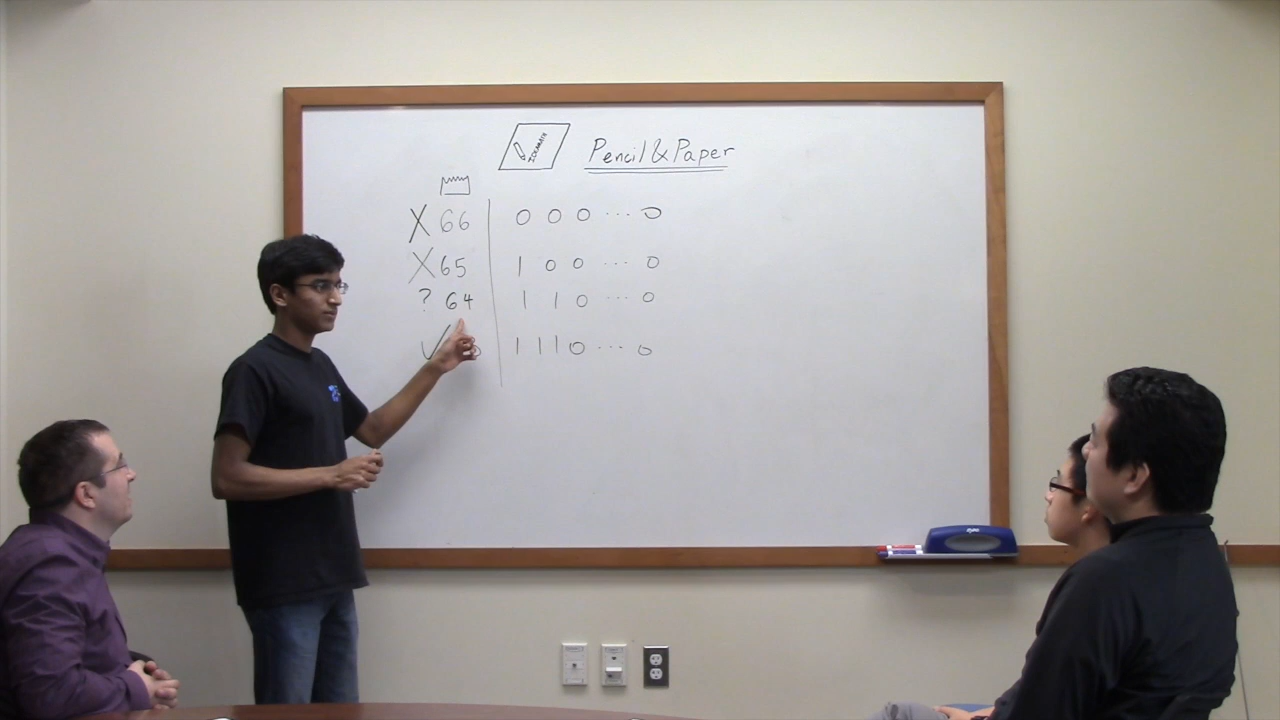 IDEAMATH
Pencil & Paper
X 66 | 0 0 0 ... 0
X 65 | 1 0 0 ... 0
? 64 | 1 1 0 ... 0
✓ | 1 1 1 0 ... 0